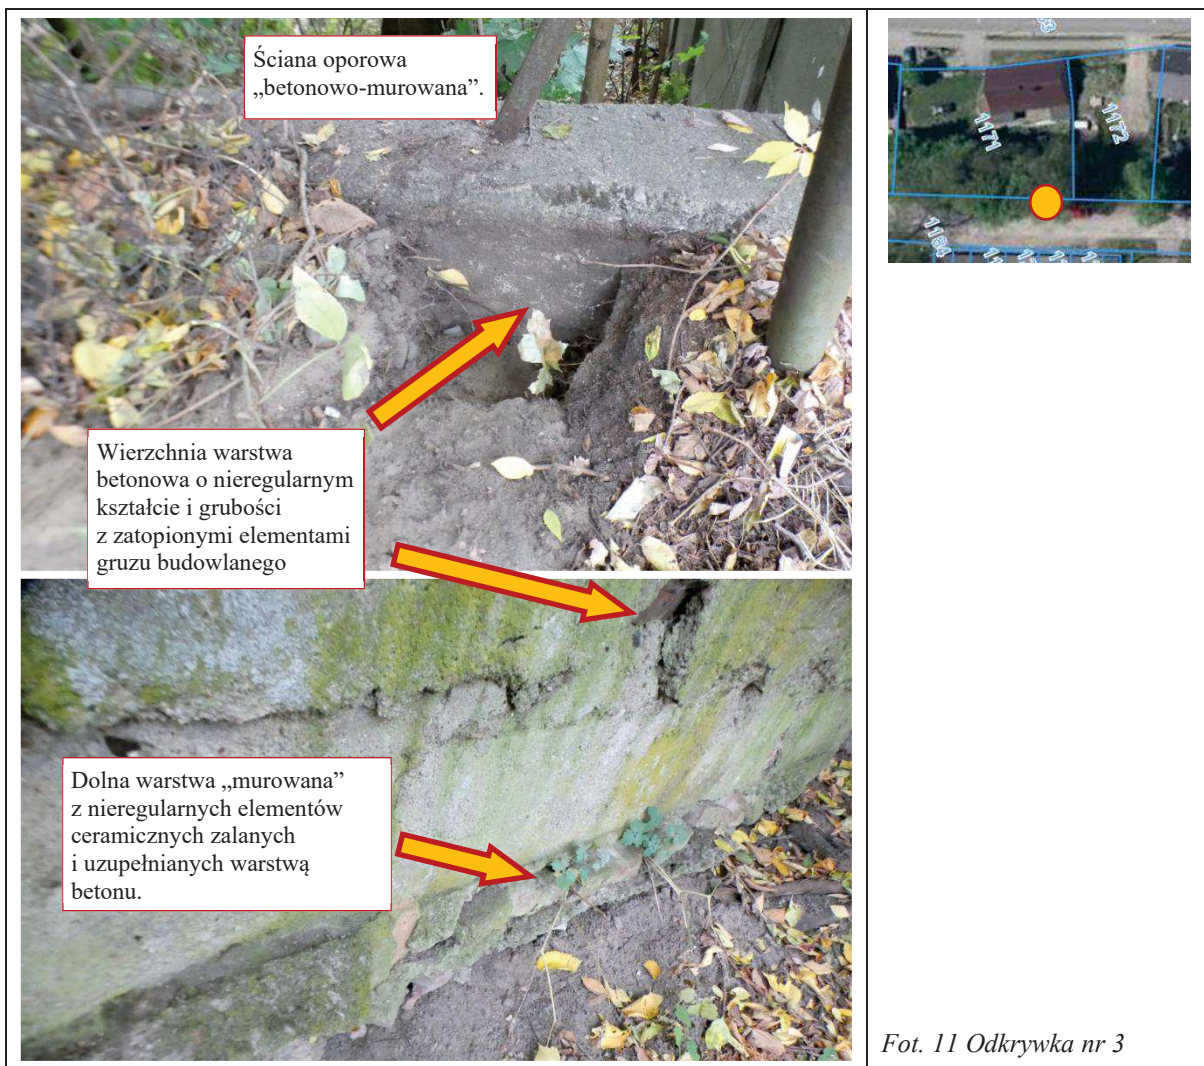 Ściana oporowa
„betonowo-murowana”.
Wierzchnia warstwa
betonowa o nieregularnym
kształcie i grubości
z zatopionymi elementami
gruzu budowlanego
Dolna warstwa „murowana”
z nieregularnych elementów
ceramicznych zalanych
i uzupełnianych warstwą
betonu.
1171
1172
1184
Fot. 11 Odkrywka nr 3